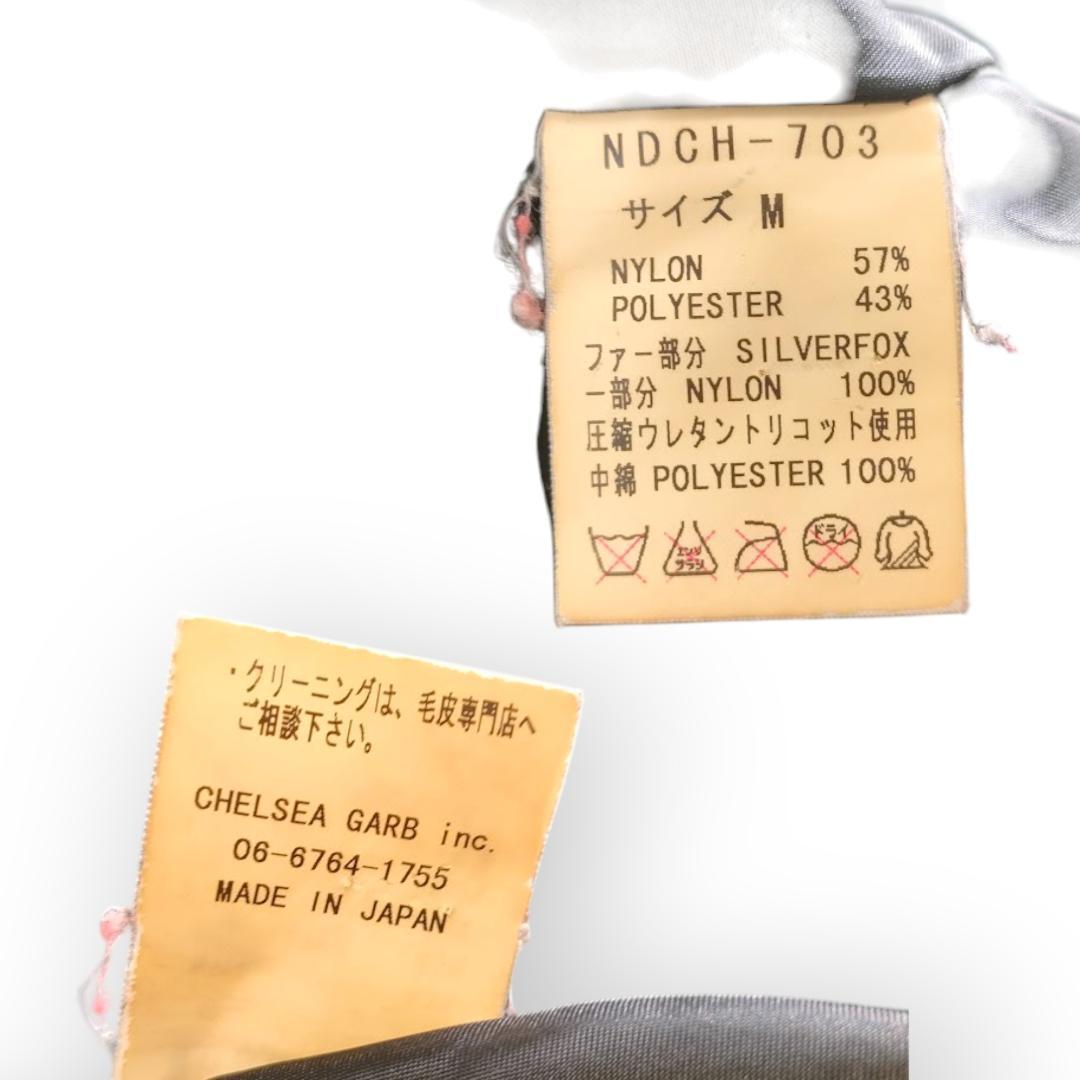 NDCH-703
サイズ M
NYLON 57%
POLYESTER 43%
ファー部分 SILVERFOX
一部分 NYLON 100%
圧縮ウレタントリコット使用
中綿 POLYESTER 100%
エンソ
サラシ
ドライ
・クリーニングは、毛皮専門店へ
ご相談下さい。
CHELSEA GARB inc.
06-6764-1755
MADE IN JAPAN